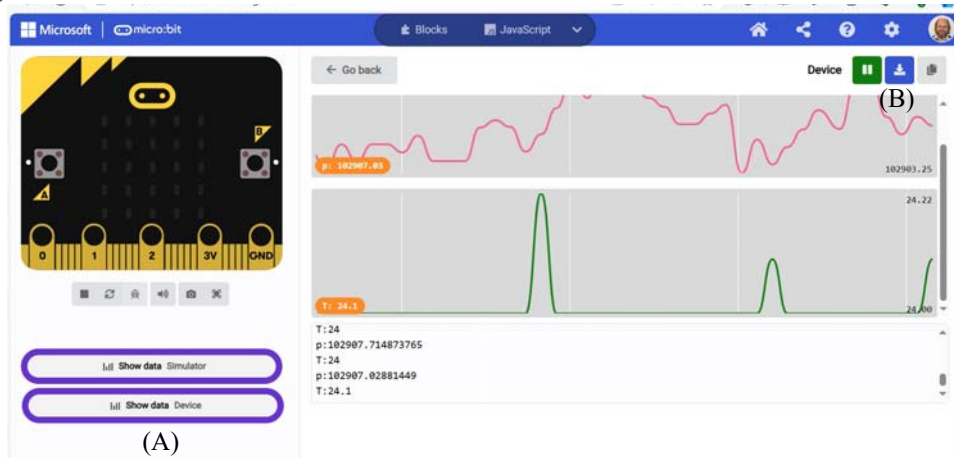 Microsoft micro:bit Blocks JavaScript
Go back Device
(B)
B
A
p: 102907.03
102903.25
24.22
0 1 2 3V GND
T: 24.1
24.00
T:24
p:102907.714873765
T:24
p:102907.02881449
T:24.1
Show data Simulator
Show data Device
(A)